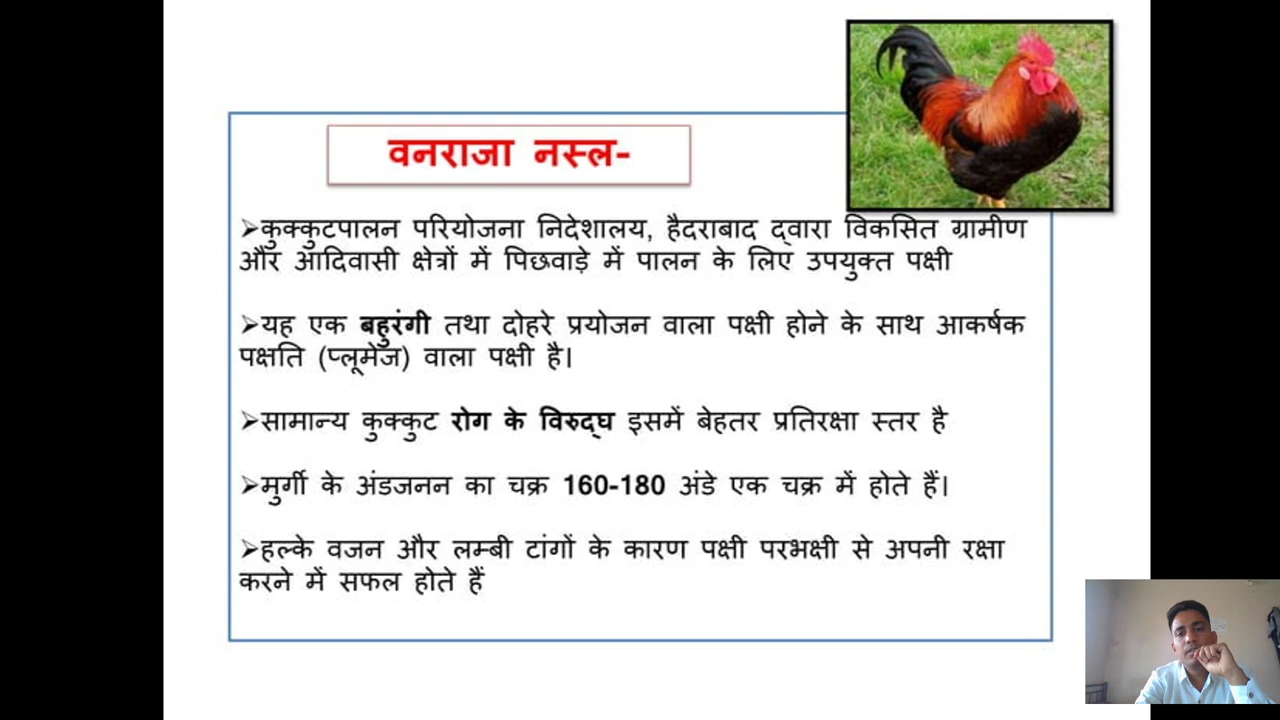 वनराजा नस्ल-
➢कुक्कुटपालन परियोजना निदेशालय, हैदराबाद द्वारा विकसित ग्रामीण
और आदिवासी क्षेत्रों में पिछवाड़े में पालन के लिए उपयुक्त पक्षी
➢यह एक बहुरंगी तथा दोहरे प्रयोजन वाला पक्षी होने के साथ आकर्षक
पक्षति (प्लूमेज) वाला पक्षी है।
➢सामान्य कुक्कुट रोग के विरुद्घ इसमें बेहतर प्रतिरक्षा स्तर है
➢मुर्गी के अंडजनन का चक्र 160-180 अंडे एक चक्र में होते हैं।
➢हल्के वजन और लम्बी टांगों के कारण पक्षी परभक्षी से अपनी रक्षा
करने में सफल होते हैं